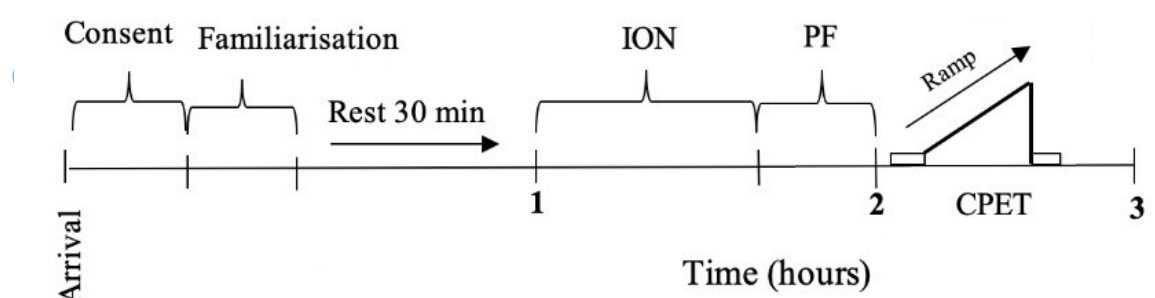 Consent Familiarisation ION PF
Ramp
Rest 30 min
1 2 CPET 3
Arrival
Time (hours)